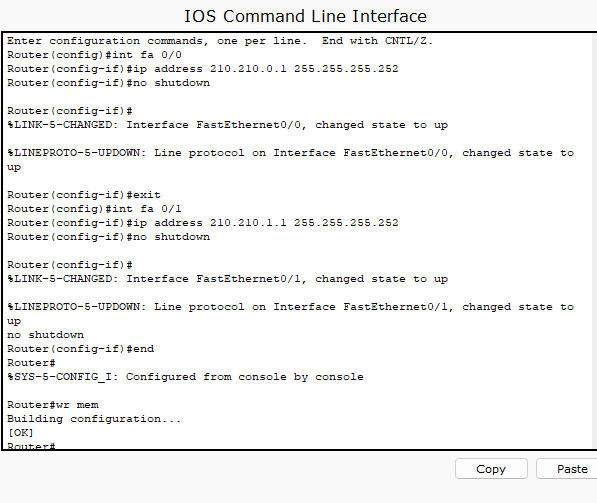 IOS Command Line Interface
Enter configuration commands, one per line.  End with CNTL/Z.
Router(config)#int fa 0/0
Router(config-if)#ip address 210.210.0.1 255.255.255.252
Router(config-if)#no shutdown
Router(config-if)#
%LINK-5-CHANGED: Interface FastEthernet0/0, changed state to up
%LINEPROTO-5-UPDOWN: Line protocol on Interface FastEthernet0/0, changed state to
up
Router(config-if)#exit
Router(config)#int fa 0/1
Router(config-if)#ip address 210.210.1.1 255.255.255.252
Router(config-if)#no shutdown
Router(config-if)#
%LINK-5-CHANGED: Interface FastEthernet0/1, changed state to up
%LINEPROTO-5-UPDOWN: Line protocol on Interface FastEthernet0/1, changed state to
up
no shutdown
Router(config-if)#end
Router#
%SYS-5-CONFIG_I: Configured from console by console
Router#wr mem
Building configuration...
[OK]
Router#
Copy
Paste